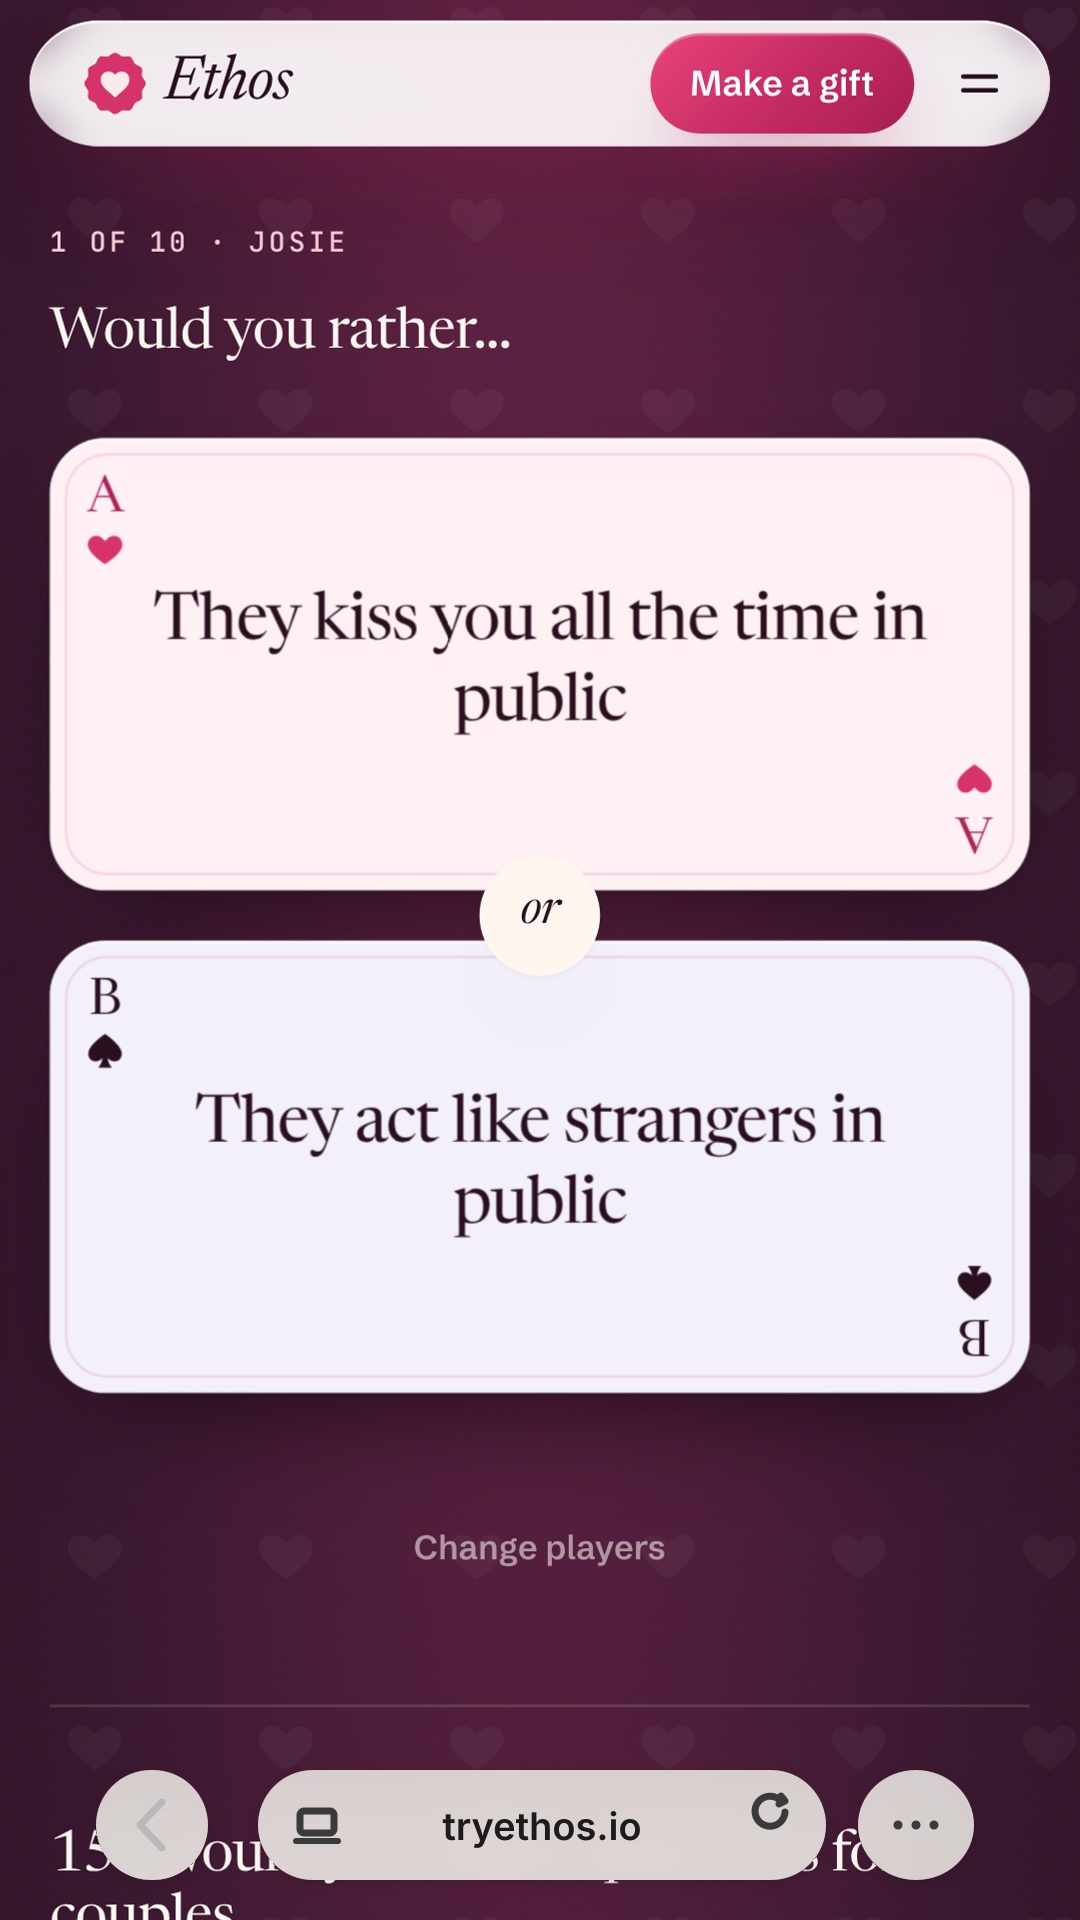 Ethos
Make a gift
1 OF 10 · JOSIE
Would you rather...
A
They kiss you all the time in
public
A
or
B
They act like strangers in
public
B
Change players
tryethos.io
couples